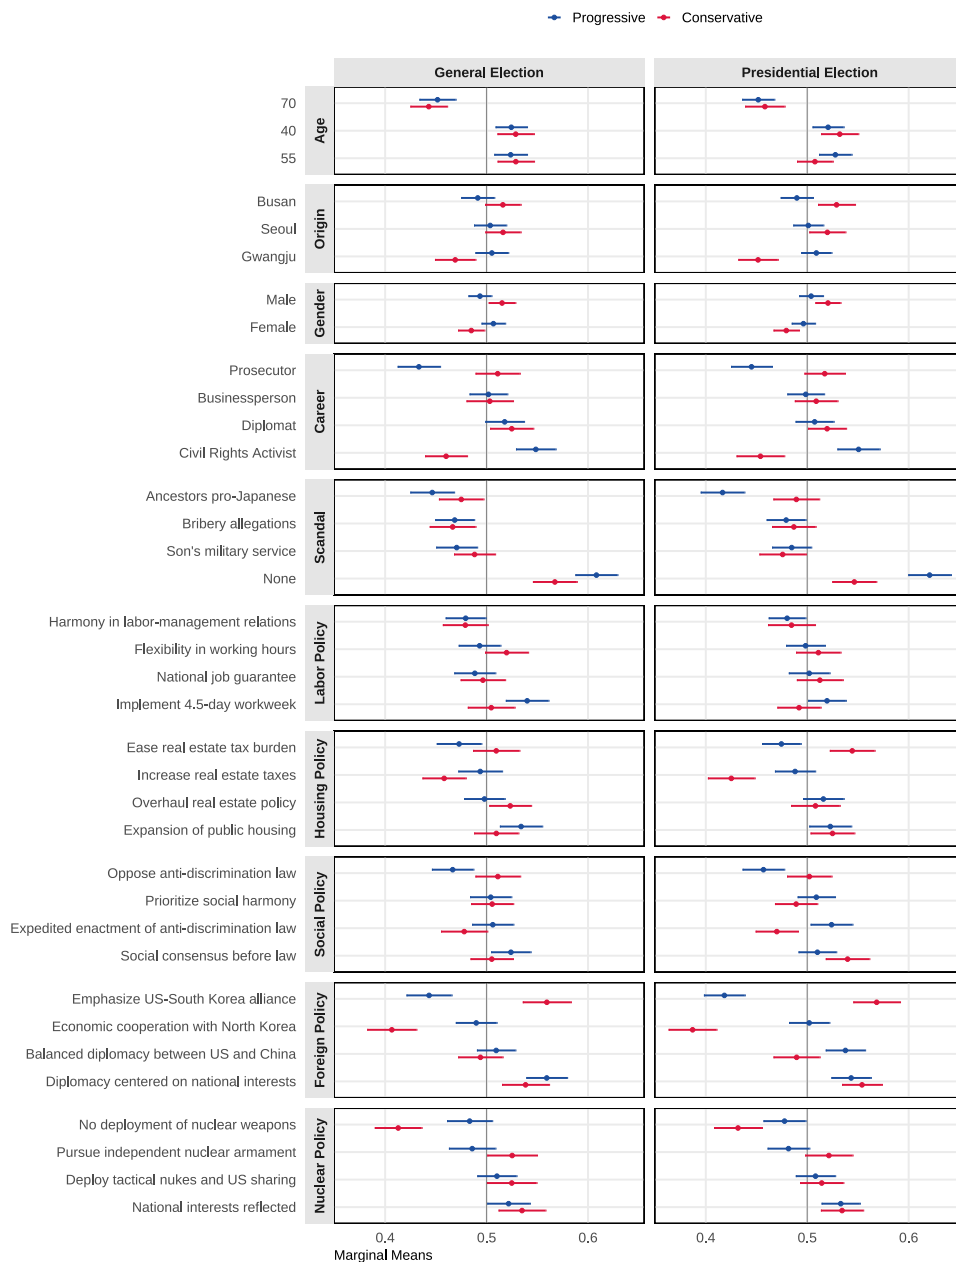 Progressive Conservative
General Election Presidential Election
Age
70
40
55
Origin
Busan
Seoul
Gwangju
Gender
Male
Female
Career
Prosecutor
Businessperson
Diplomat
Civil Rights Activist
Scandal
Ancestors pro-Japanese
Bribery allegations
Son's military service
None
Labor Policy
Harmony in labor-management relations
Flexibility in working hours
National job guarantee
Implement 4.5-day workweek
Housing Policy
Ease real estate tax burden
Increase real estate taxes
Overhaul real estate policy
Expansion of public housing
Social Policy
Oppose anti-discrimination law
Prioritize social harmony
Expedited enactment of anti-discrimination law
Social consensus before law
Foreign Policy
Emphasize US-South Korea alliance
Economic cooperation with North Korea
Balanced diplomacy between US and China
Diplomacy centered on national interests
Nuclear Policy
No deployment of nuclear weapons
Pursue independent nuclear armament
Deploy tactical nukes and US sharing
National interests reflected
0.4 0.5 0.6 0.4 0.5 0.6
Marginal Means